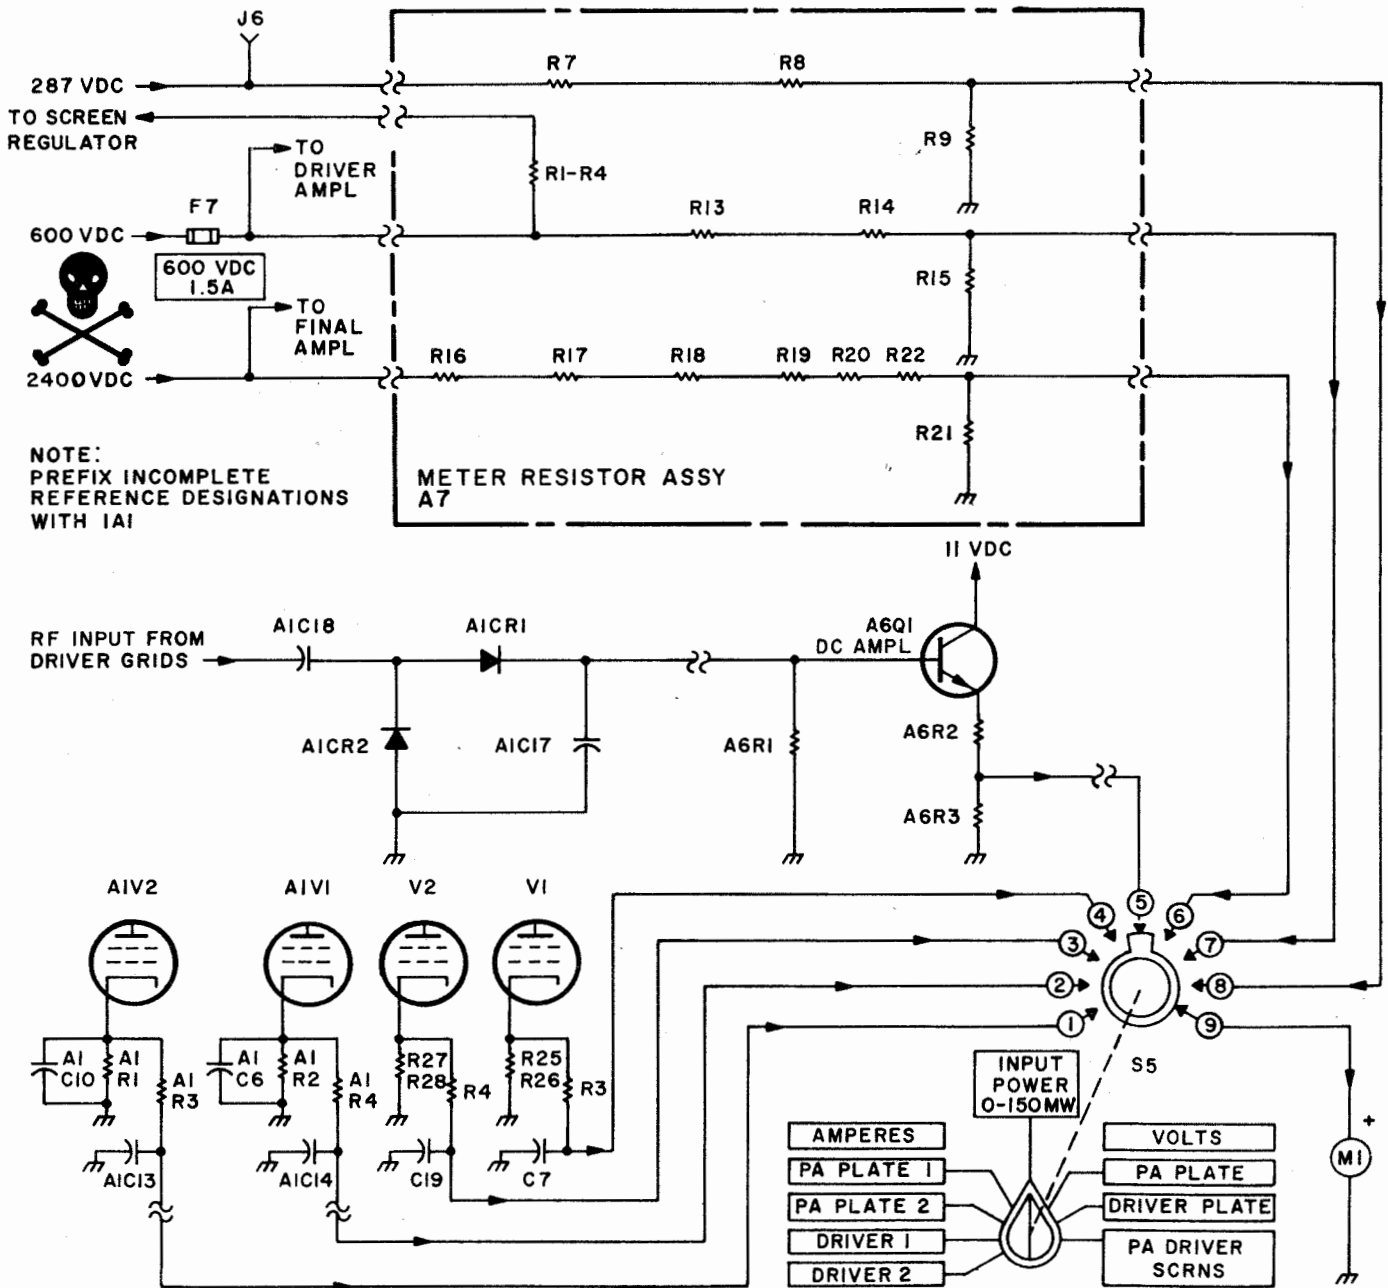 J6
287 VDC
R7
R8
TO SCREEN
REGULATOR
R9
TO
DRIVER
AMPL
R1-R4
F7
R13
R14
600 VDC
600 VDC
1.5A
R15
TO
FINAL
AMPL
R16
R17
R18
R19
R20
R22
2400VDC
R21
NOTE:
PREFIX INCOMPLETE
REFERENCE DESIGNATIONS
WITH 1A1
METER RESISTOR ASSY
A7
11 VDC
RF INPUT FROM
DRIVER GRIDS
A1C18
A1CR1
A6Q1
DC AMPL
A1CR2
A1C17
A6R1
A6R2
A6R3
A1V2
A1V1
V2
V1
5
4
6
3
7
2
8
1
9
A1
C10
A1
R1
A1
R3
A1
C6
A1
R2
A1
R4
R27
R28
R4
R25
R26
R3
A1C13
A1C14
C19
C7
S5
INPUT
POWER
0-150MW
+
M1
AMPERES
VOLTS
PA PLATE 1
PA PLATE
PA PLATE 2
DRIVER PLATE
DRIVER 1
PA DRIVER
SCRNS
DRIVER 2